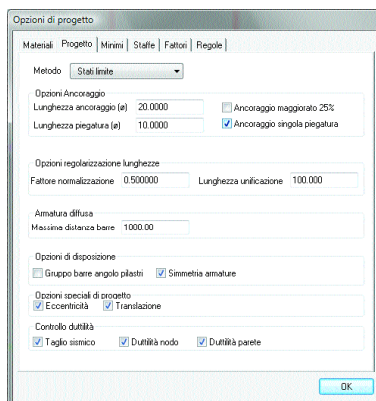 Opzioni di progetto
Materiali Progetto Minimi Staffe Fattori Regole
Metodo Stati limite
Opzioni Ancoraggio
Lunghezza ancoraggio (ø) 20.0000 Ancoraggio maggiorato 25%
Lunghezza piegatura (ø) 10.0000 Ancoraggio singola piegatura
Opzioni regolarizzazione lunghezze
Fattore normalizzazione 0.500000 Lunghezza unificazione 100.000
Armatura diffusa
Massima distanza barre 1000.00
Opzioni di disposizione
Gruppo barre angolo pilastri Simmetria armature
Opzioni speciali di progetto
Eccentricità Traslazione
Controllo duttilità
Taglio sismico Duttilità nodo Duttilità parete
OK